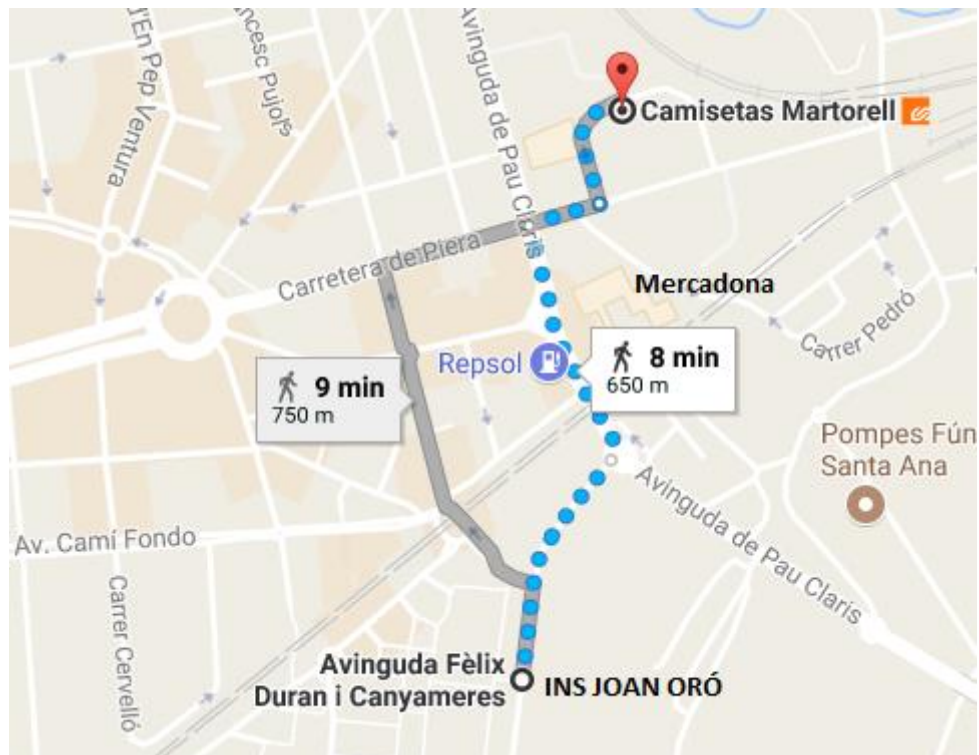 d'En Pep Ventura
Francesc Pujols
Avinguda de Pau Claris
Camisetas Martorell
Carretera de Piera
Mercadona
Carrer Pedró
Repsol
8 min
650 m
9 min
750 m
Pompes Fún
Santa Ana
Avinguda de Pau Claris
Av. Camí Fondo
Carrer Cervelló
Avinguda Fèlix
Duran i Canyameres
INS JOAN ORÓ